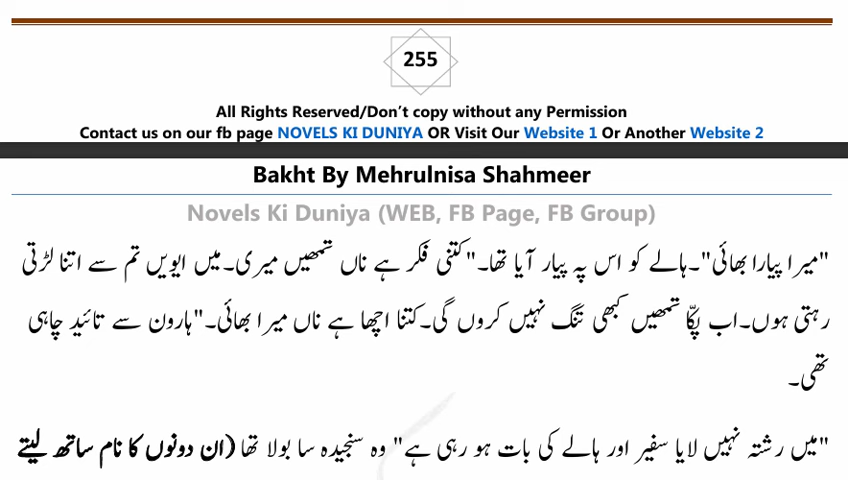 255
All Rights Reserved/Don’t copy without any Permission
Contact us on our fb page NOVELS KI DUNIYA OR Visit Our Website 1 Or Another Website 2
Bakht By Mehrulnisa Shahmeer
Novels Ki Duniya (WEB, FB Page, FB Group)
"میرا پیارا بھائی"۔ہالے کو اس پہ پیار آیا تھا۔"کتنی فکر ہے ناں تمھیں میری۔میں ایویں تم سے اتنا لڑتی
رہتی ہوں۔اب پکّا تمھیں کبھی تنگ نہیں کروں گی۔کتنا اچھا ہے ناں میرا بھائی۔"ہارون سے تائید چاہی
تھی۔
"میں رشتہ نہیں لایا سفیر اور ہالے کی بات ہو رہی ہے" وہ سنجیدہ سا بولا تھا (ان دونوں کا نام ساتھ لیتے